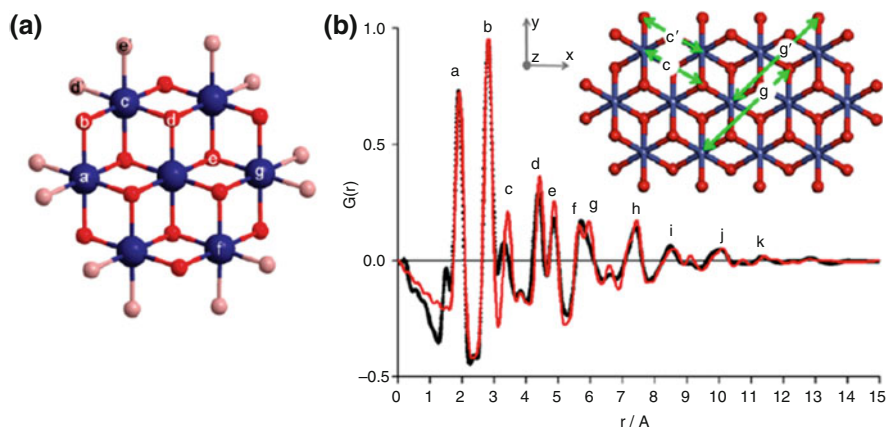 (a)
e'
d'
c
b
d
e
a
g
f
(b)
1.0
0.5
0.0
−0.5
G(r)
0 1 2 3 4 5 6 7 8 9 10 11 12 13 14 15
r / A
a
b
c
d
e
f g
h
i
j
k
y
z x
c'
c
g'
g